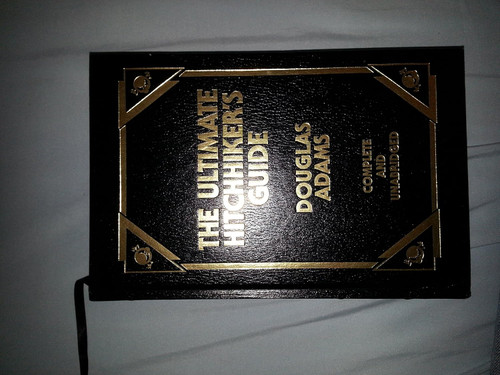 THE ULTIMATE
HITCHHIKER'S
GUIDE
DOUGLAS
ADAMS
COMPLETE
AND
UNABRIDGED